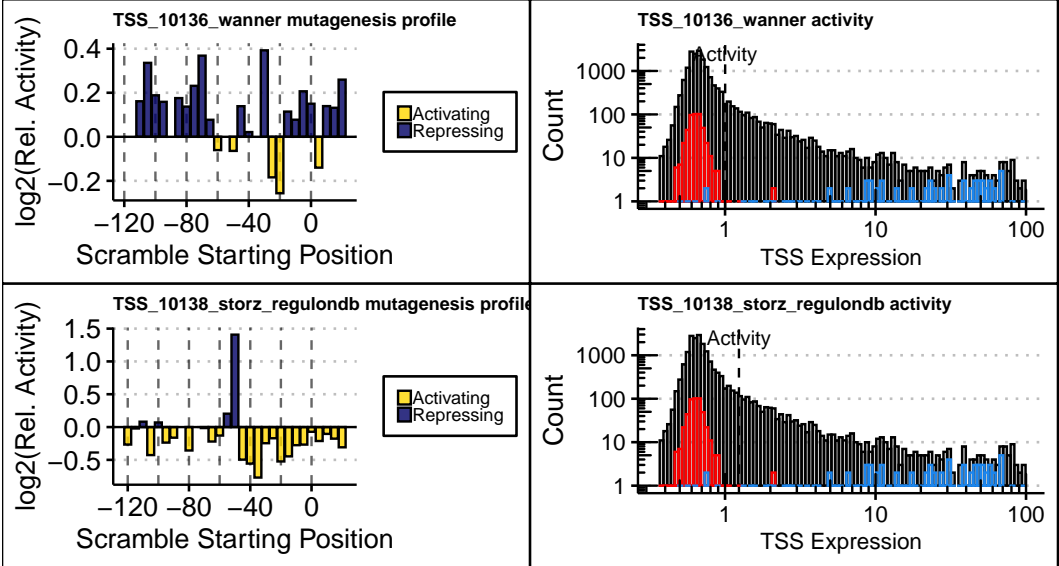 TSS_10136_wanner mutagenesis profile
log2(Rel. Activity)
0.4
0.2
0.0
−0.2
−120 −80 −40 0
Scramble Starting Position
Activating
Repressing
TSS_10136_wanner activity
Activity
Count
1000
100
10
1
1 10 100
TSS Expression
TSS_10138_storz_regulondb mutagenesis profile
log2(Rel. Activity)
1.5
1.0
0.5
0.0
−0.5
−120 −80 −40 0
Scramble Starting Position
Activating
Repressing
TSS_10138_storz_regulondb activity
Activity
Count
1000
100
10
1
1 10 100
TSS Expression